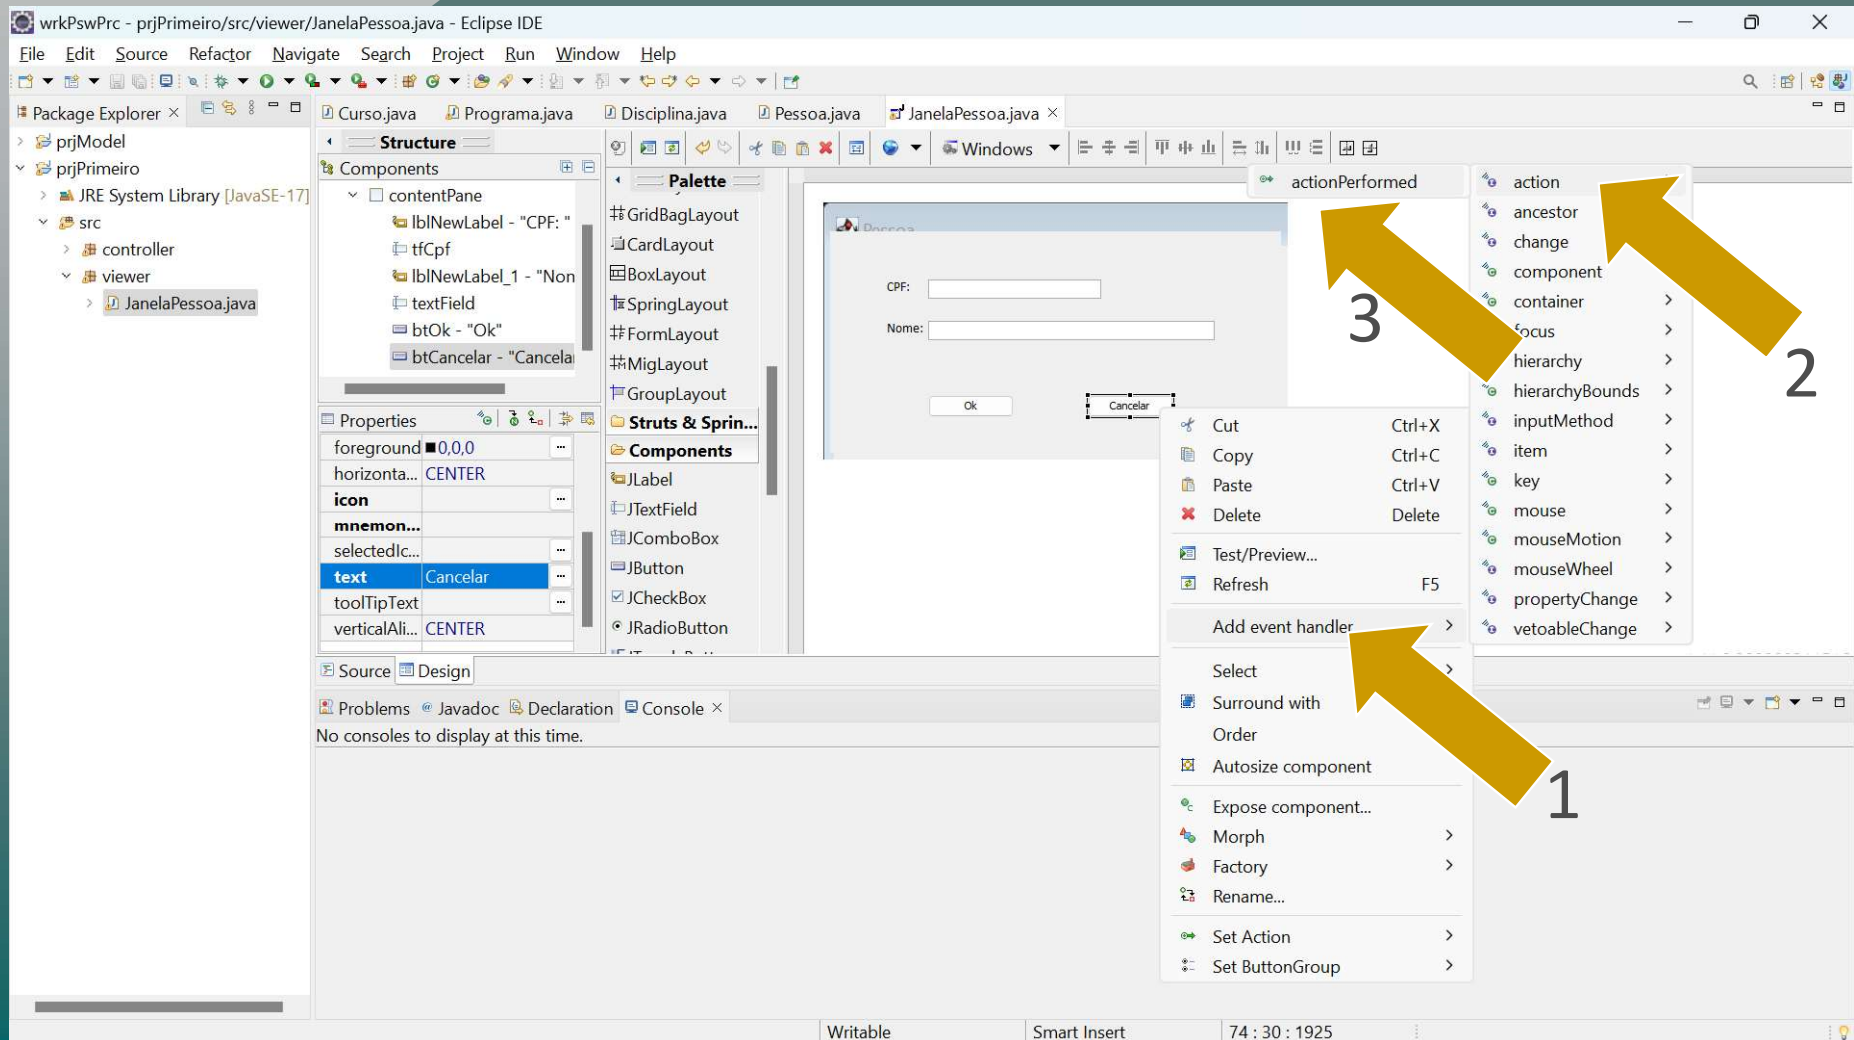 wrkPswPrc - prjPrimeiro/src/viewer/JanelaPessoa.java - Eclipse IDE
File Edit Source Refactor Navigate Search Project Run Window Help
Package Explorer
prjModel
prjPrimeiro
JRE System Library [JavaSE-17]
src
controller
viewer
JanelaPessoa.java
Curso.java Programa.java Disciplina.java Pessoa.java JanelaPessoa.java
Structure
Components
contentPane
lblNewLabel - "CPF: "
tfCpf
lblNewLabel_1 - "Non
textField
btOk - "Ok"
btCancelar - "Cancela
Properties
foreground 0,0,0
horizonta... CENTER
icon
mnemon...
selectedIc...
text Cancelar
toolTipText
verticalAli... CENTER
Windows
Palette
GridBagLayout
CardLayout
BoxLayout
SpringLayout
FormLayout
MigLayout
GroupLayout
Struts & Sprin...
Components
JLabel
JTextField
JComboBox
JButton
JCheckBox
JRadioButton
Pessoa
CPF:
Nome:
Ok Cancelar
Source Design
Problems Javadoc Declaration Console
No consoles to display at this time.
Cut Ctrl+X
Copy Ctrl+C
Paste Ctrl+V
Delete Delete
Test/Preview...
Refresh F5
Add event handler
Select
Surround with
Order
Autosize component
Expose component...
Morph
Factory
Rename...
Set Action
Set ButtonGroup
actionPerformed
action
ancestor
change
component
container
focus
hierarchy
hierarchyBounds
inputMethod
item
key
mouse
mouseMotion
mouseWheel
propertyChange
vetoableChange
3
2
1
Writable Smart Insert 74 : 30 : 1925